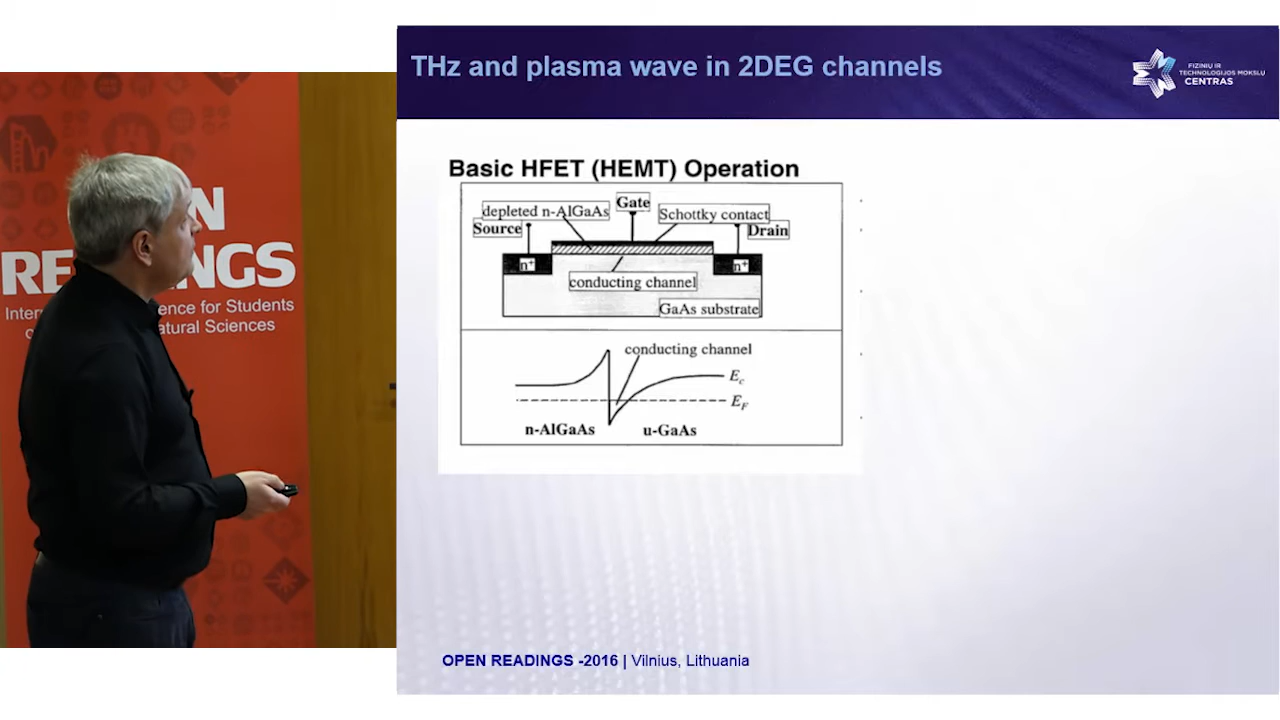 THz and plasma wave in 2DEG channels
FIZINIŲ IR
TECHNOLOGIJOS MOKSLŲ
CENTRAS
N
RE NGS
Inter ence for Students
atural Sciences
Basic HFET (HEMT) Operation
depleted n-AlGaAs
Gate
Schottky contact
Source
Drain
n+
n+
conducting channel
GaAs substrate
conducting channel
Ec
EF
n-AlGaAs
u-GaAs
OPEN READINGS -2016 | Vilnius, Lithuania